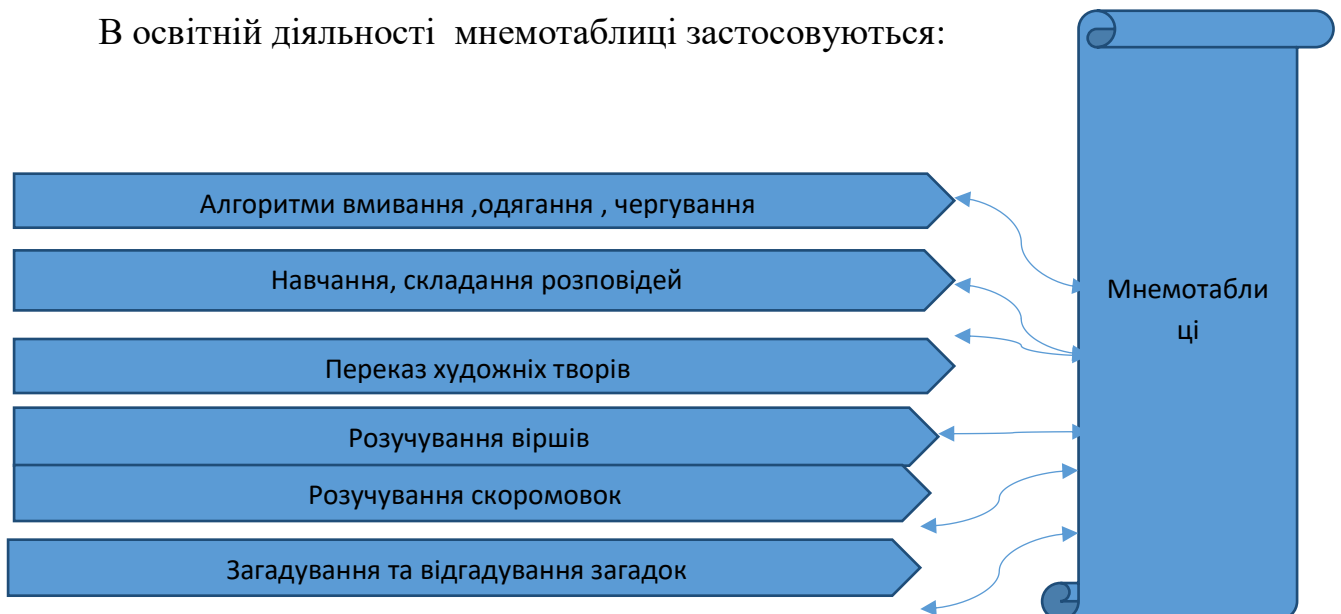 В освітній діяльності  мнемотаблиці застосовуються:
Алгоритми вмивання ,одягання , чергування
Навчання, складання розповідей
Переказ художніх творів
Розучування віршів
Розучування скоромовок
Загадування та відгадування загадок
Мнемотабли
ці